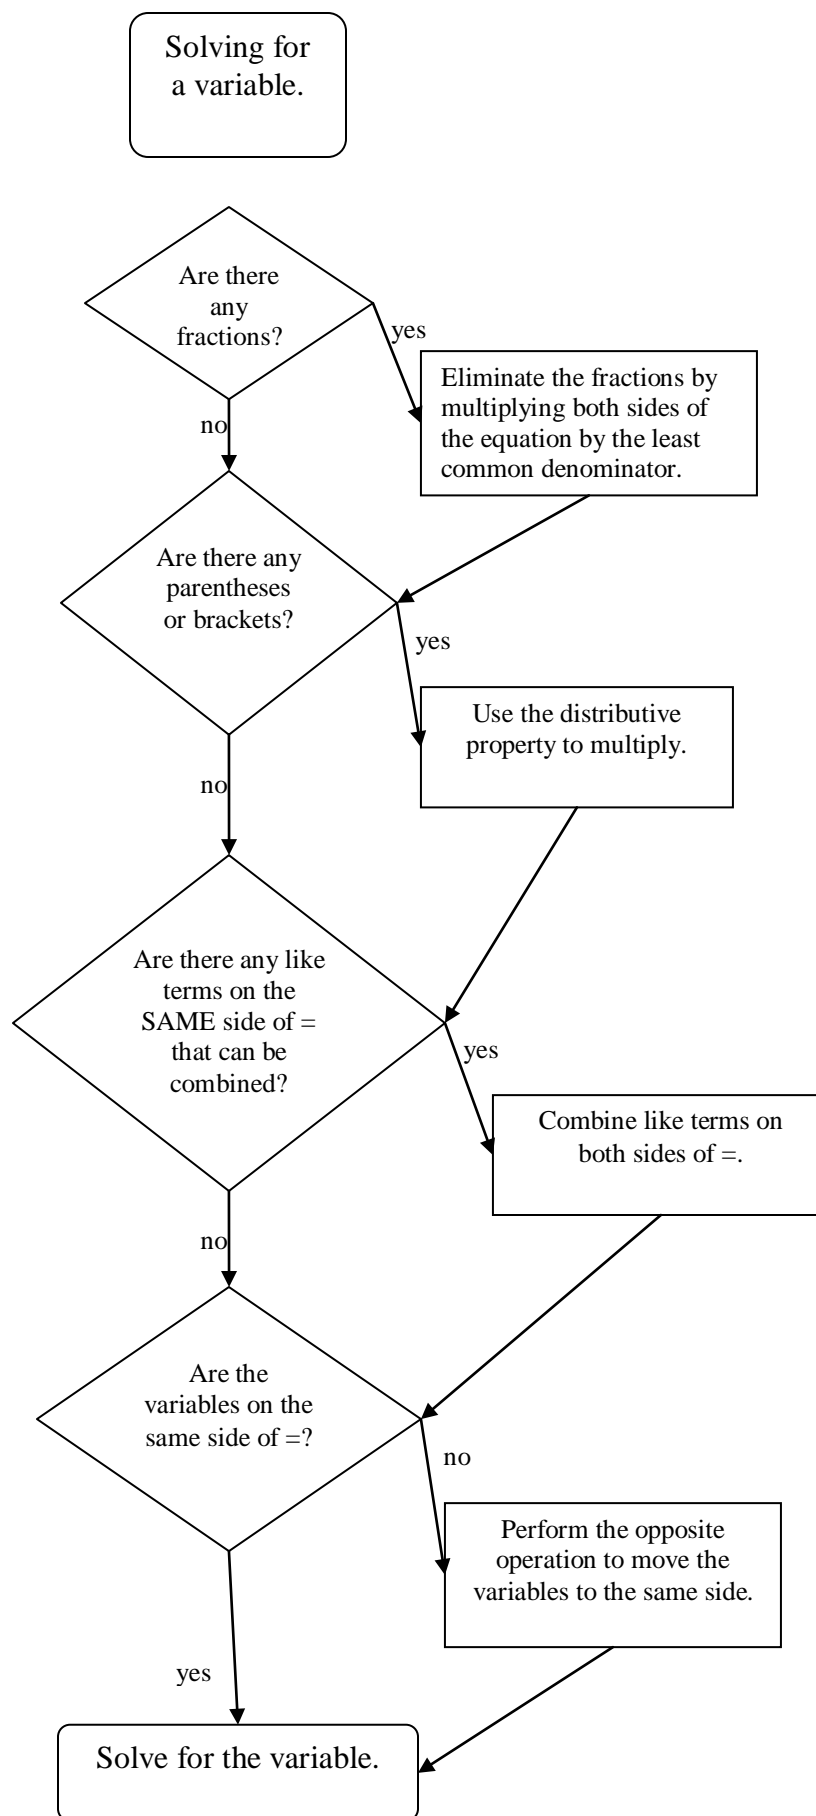 Solving for
a variable.
Are there
any
fractions?
yes
Eliminate the fractions by
multiplying both sides of
the equation by the least
common denominator.
no
Are there any
parentheses
or brackets?
yes
Use the distributive
property to multiply.
no
Are there any like
terms on the
SAME side of =
that can be
combined?
yes
Combine like terms on
both sides of =.
no
Are the
variables on the
same side of =?
no
Perform the opposite
operation to move the
variables to the same side.
yes
Solve for the variable.